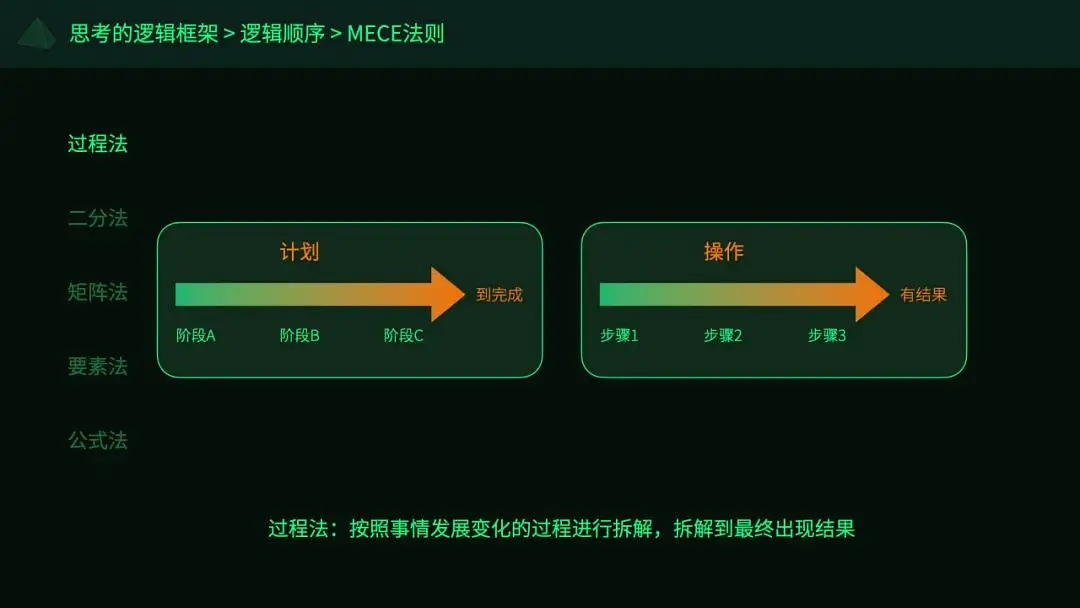 思考的逻辑框架 > 逻辑顺序 > MECE法则
过程法
二分法
矩阵法
要素法
公式法
计划
到完成
阶段A 阶段B 阶段C
操作
有结果
步骤1 步骤2 步骤3
过程法：按照事情发展变化的过程进行拆解，拆解到最终出现结果